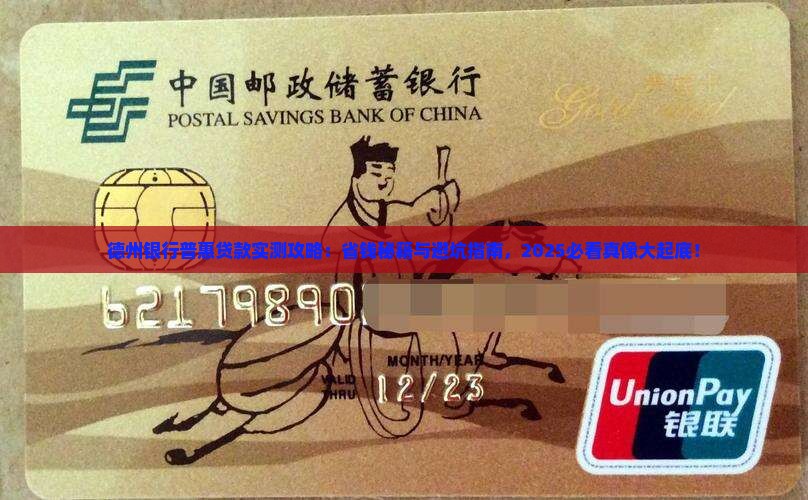 中国邮政储蓄银行
POSTAL SAVINGS BANK OF CHINA
德州银行普惠贷款实测攻略：省钱秘籍与避坑指南，2025必看真像大起底！
62179890
MONTH/YEAR
VALID
THRU
12/23
UnionPay
银联